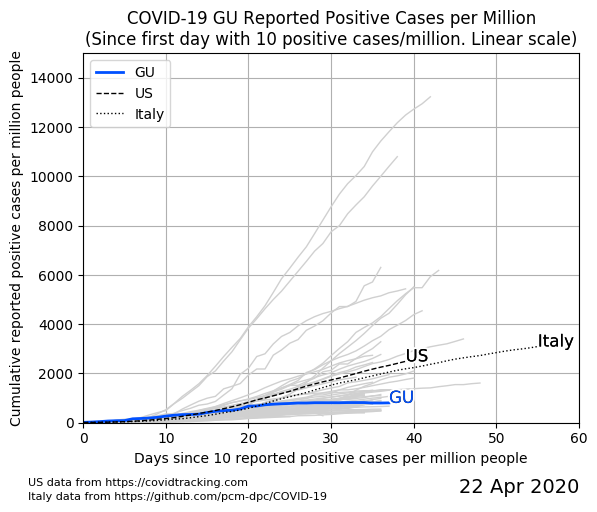 COVID-19 GU Reported Positive Cases per Million
(Since first day with 10 positive cases/million. Linear scale)
Cumulative reported positive cases per million people
14000
12000
10000
8000
6000
4000
2000
0
GU
US
Italy
US
Italy
GU
0 10 20 30 40 50 60
Days since 10 reported positive cases per million people
US data from https://covidtracking.com
Italy data from https://github.com/pcm-dpc/COVID-19
22 Apr 2020